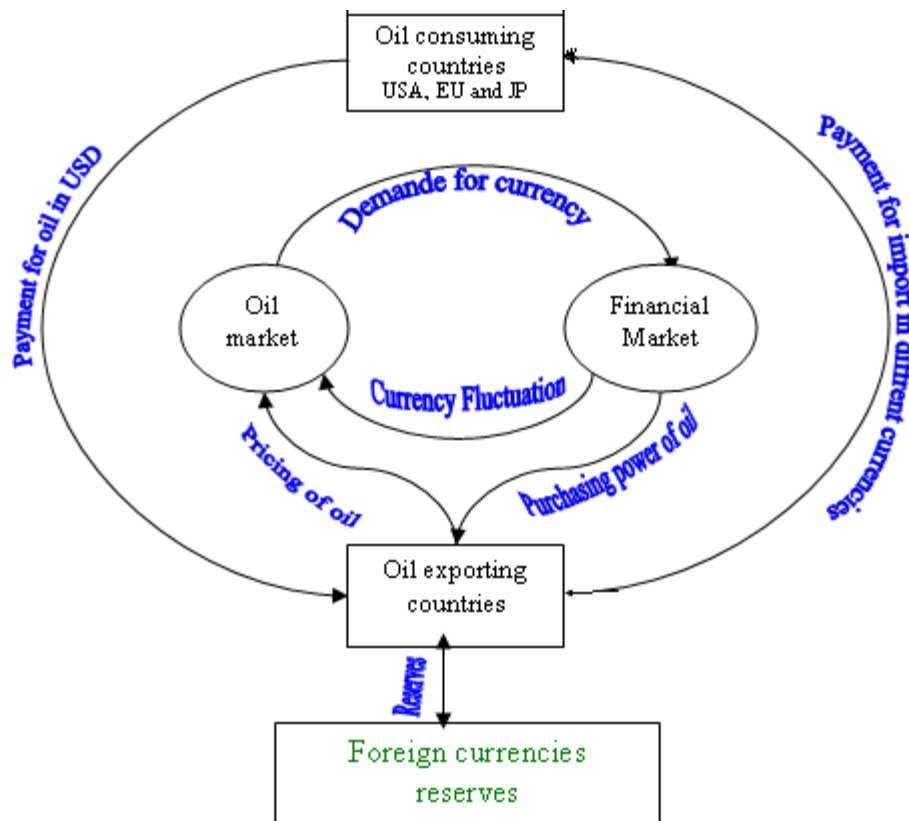 Oil consuming
countries
USA, EU and JP
Payment for oil in USD
Payment for import in diffrent currencies
Demande for currency
Oil
market
Financial
Market
Currency Fluctuation
Pricing of oil
Purchasing power of oil
Oil exporting
countries
Reserves
Foreign currencies
reserves